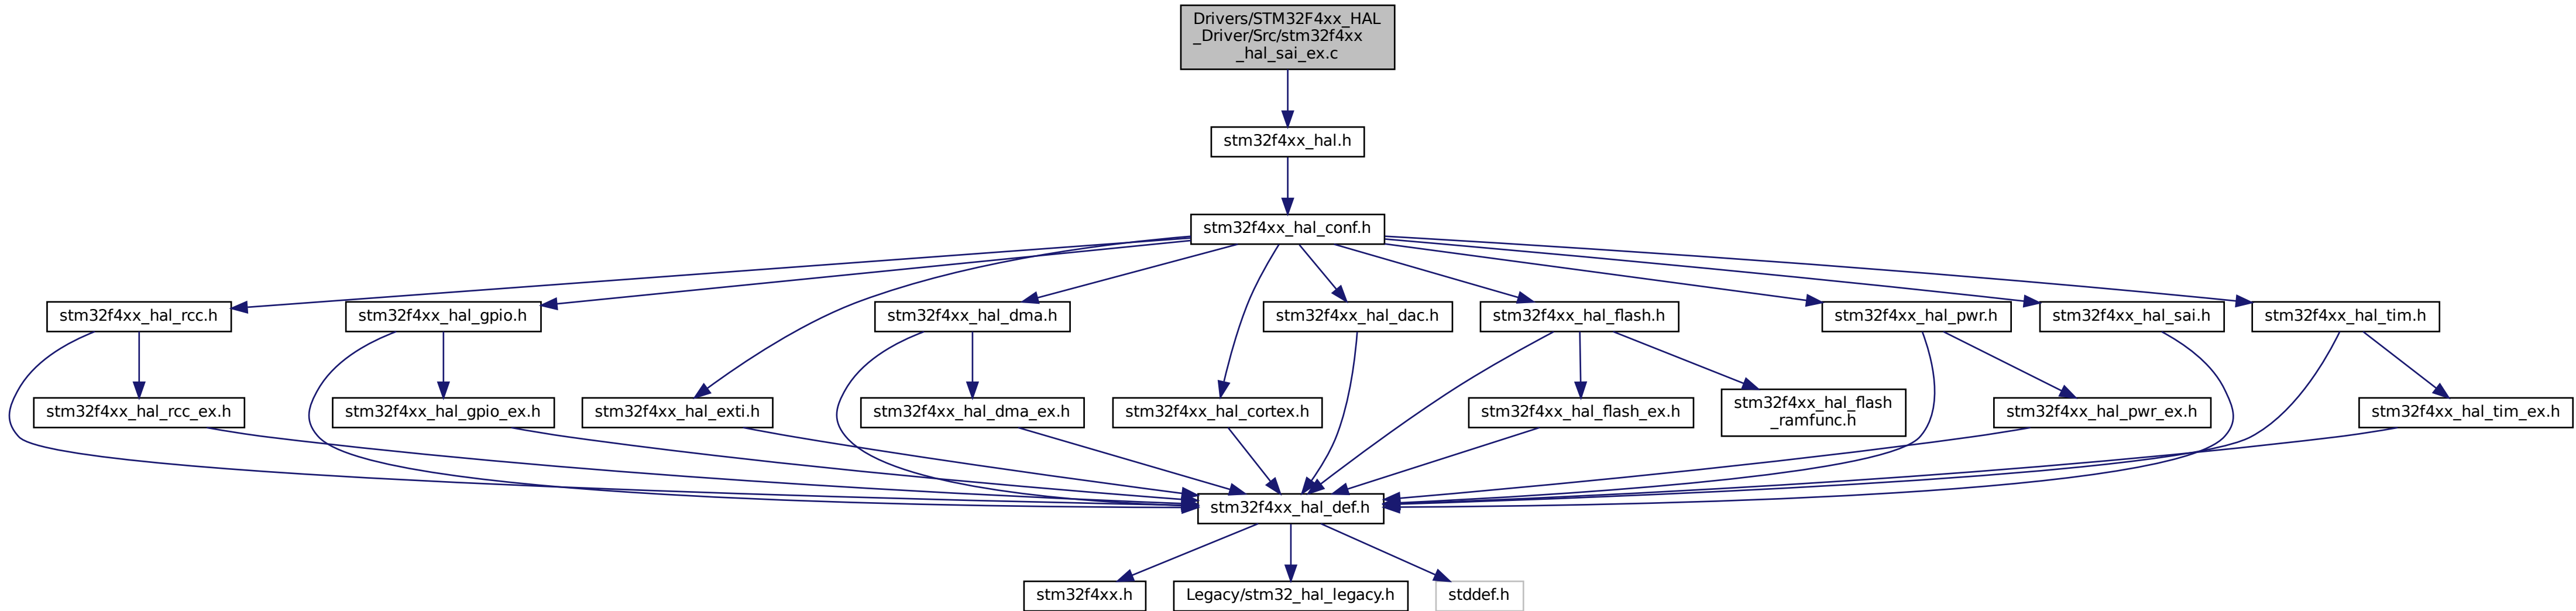 Drivers/STM32F4xx_HAL
_Driver/Src/stm32f4xx
_hal_sai_ex.c
stm32f4xx_hal.h
stm32f4xx_hal_conf.h
stm32f4xx_hal_rcc.h
stm32f4xx_hal_gpio.h
stm32f4xx_hal_dma.h
stm32f4xx_hal_dac.h
stm32f4xx_hal_flash.h
stm32f4xx_hal_pwr.h
stm32f4xx_hal_sai.h
stm32f4xx_hal_tim.h
stm32f4xx_hal_rcc_ex.h
stm32f4xx_hal_gpio_ex.h
stm32f4xx_hal_exti.h
stm32f4xx_hal_dma_ex.h
stm32f4xx_hal_cortex.h
stm32f4xx_hal_flash_ex.h
stm32f4xx_hal_flash
_ramfunc.h
stm32f4xx_hal_pwr_ex.h
stm32f4xx_hal_tim_ex.h
stm32f4xx_hal_def.h
stm32f4xx.h
Legacy/stm32_hal_legacy.h
stddef.h